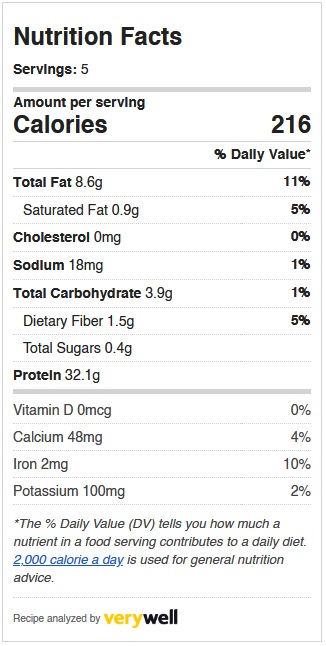 Nutrition Facts
Servings: 5
Amount per serving
Calories 216
% Daily Value*
Total Fat 8.6g 11%
Saturated Fat 0.9g 5%
Cholesterol 0mg 0%
Sodium 18mg 1%
Total Carbohydrate 3.9g 1%
Dietary Fiber 1.5g 5%
Total Sugars 0.4g
Protein 32.1g
Vitamin D 0mcg 0%
Calcium 48mg 4%
Iron 2mg 10%
Potassium 100mg 2%
*The % Daily Value (DV) tells you how much a
nutrient in a food serving contributes to a daily diet.
2,000 calorie a day is used for general nutrition
advice.
Recipe analyzed by verywell